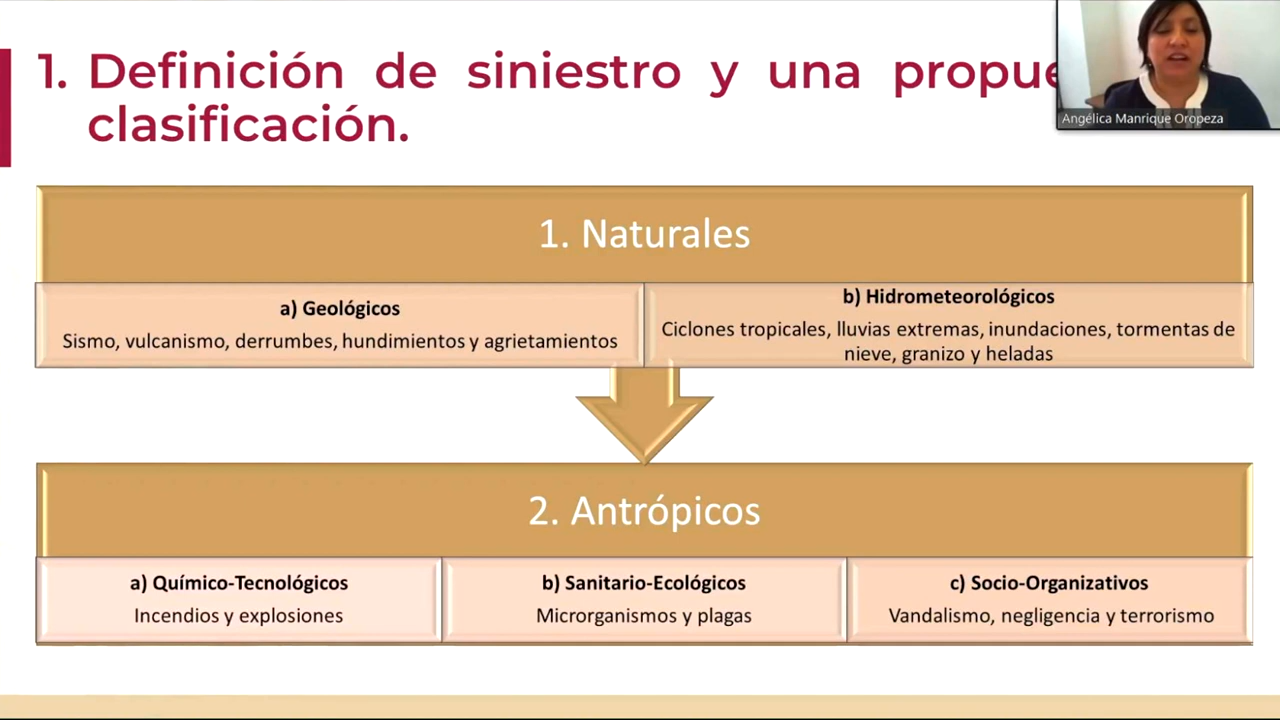 1. Definición de siniestro y una
clasificación.
Angélica Manrique Oropeza
1. Naturales
a) Geológicos
Sismo, vulcanismo, derrumbes, hundimientos y agrietamientos
b) Hidrometeorológicos
Ciclones tropicales, lluvias extremas, inundaciones, tormentas de
nieve, granizo y heladas
2. Antrópicos
a) Químico-Tecnológicos
Incendios y explosiones
b) Sanitario-Ecológicos
Microrganismos y plagas
c) Socio-Organizativos
Vandalismo, negligencia y terrorismo